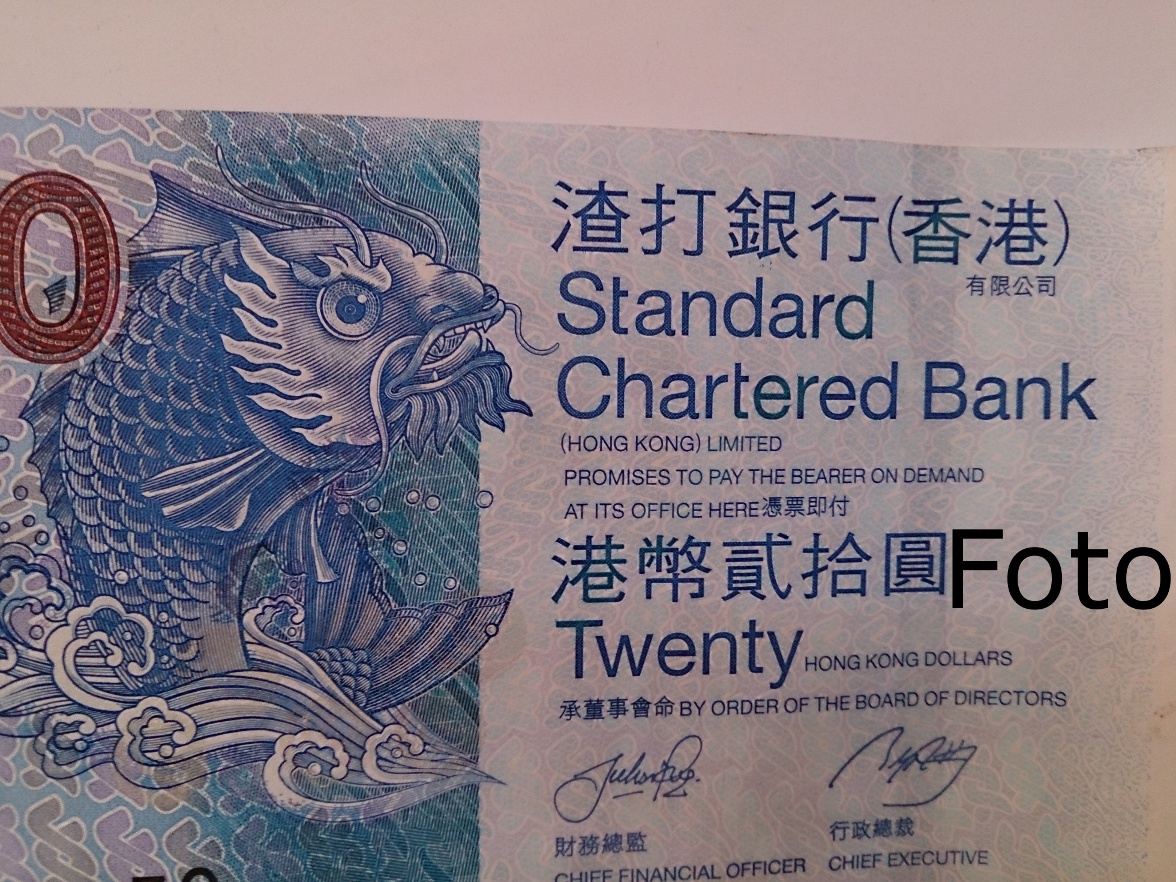 0
渣打銀行(香港)
有限公司
Standard
Chartered Bank
(HONG KONG) LIMITED
PROMISES TO PAY THE BEARER ON DEMAND
AT ITS OFFICE HERE憑票即付
港幣貳拾圓
Foto
Twenty HONG KONG DOLLARS
承董事會命 BY ORDER OF THE BOARD OF DIRECTORS
財務總監 行政總裁
CHIEF FINANCIAL OFFICER CHIEF EXECUTIVE